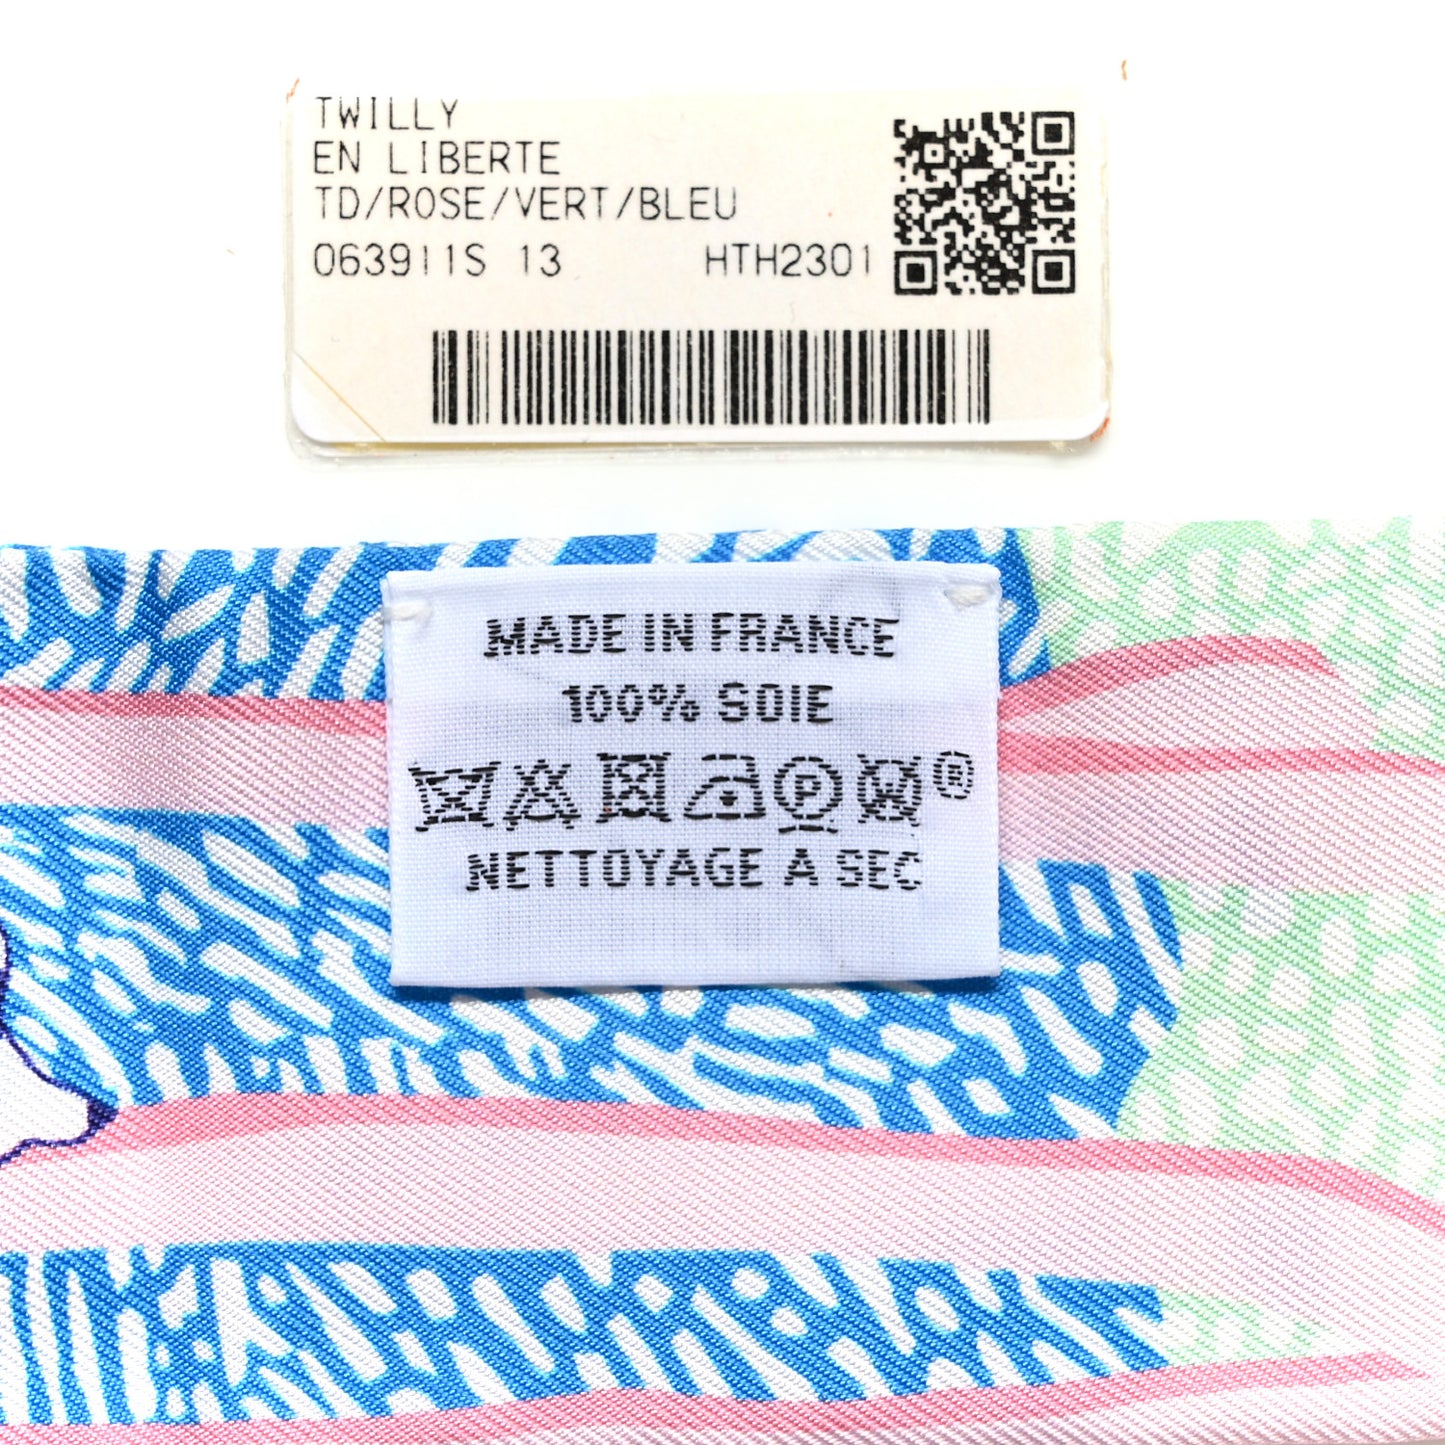 TWILLY
EN LIBERTE
TD/ROSE/VERT/BLEU
063911S 13 HTH2301
MADE IN FRANCE
100% SOIE
P ®
NETTOYAGE A SEC